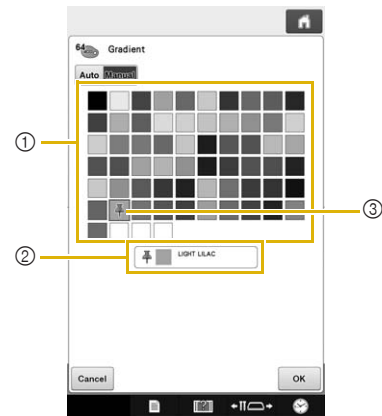 64 Gradient
Auto Manual
①
③
②
LIGHT LILAC
Cancel OK